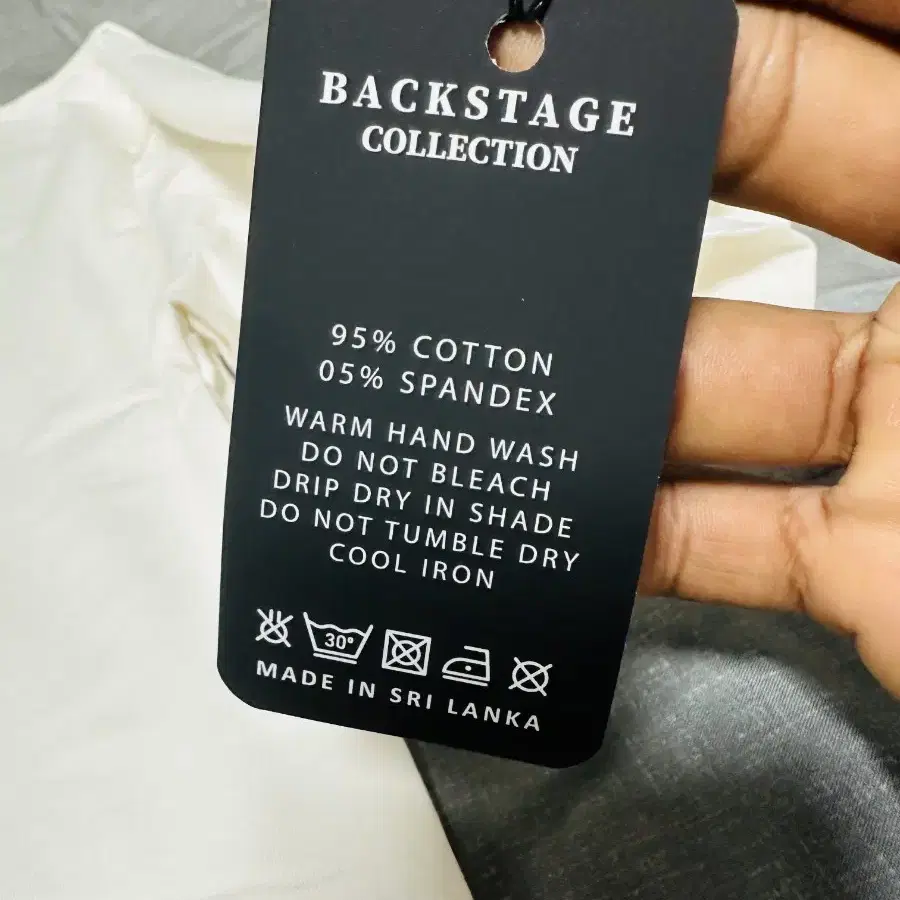 BACKSTAGE
COLLECTION
95% COTTON
05% SPANDEX
WARM HAND WASH
DO NOT BLEACH
DRIP DRY IN SHADE
DO NOT TUMBLE DRY
COOL IRON
30°
MADE IN SRI LANKA